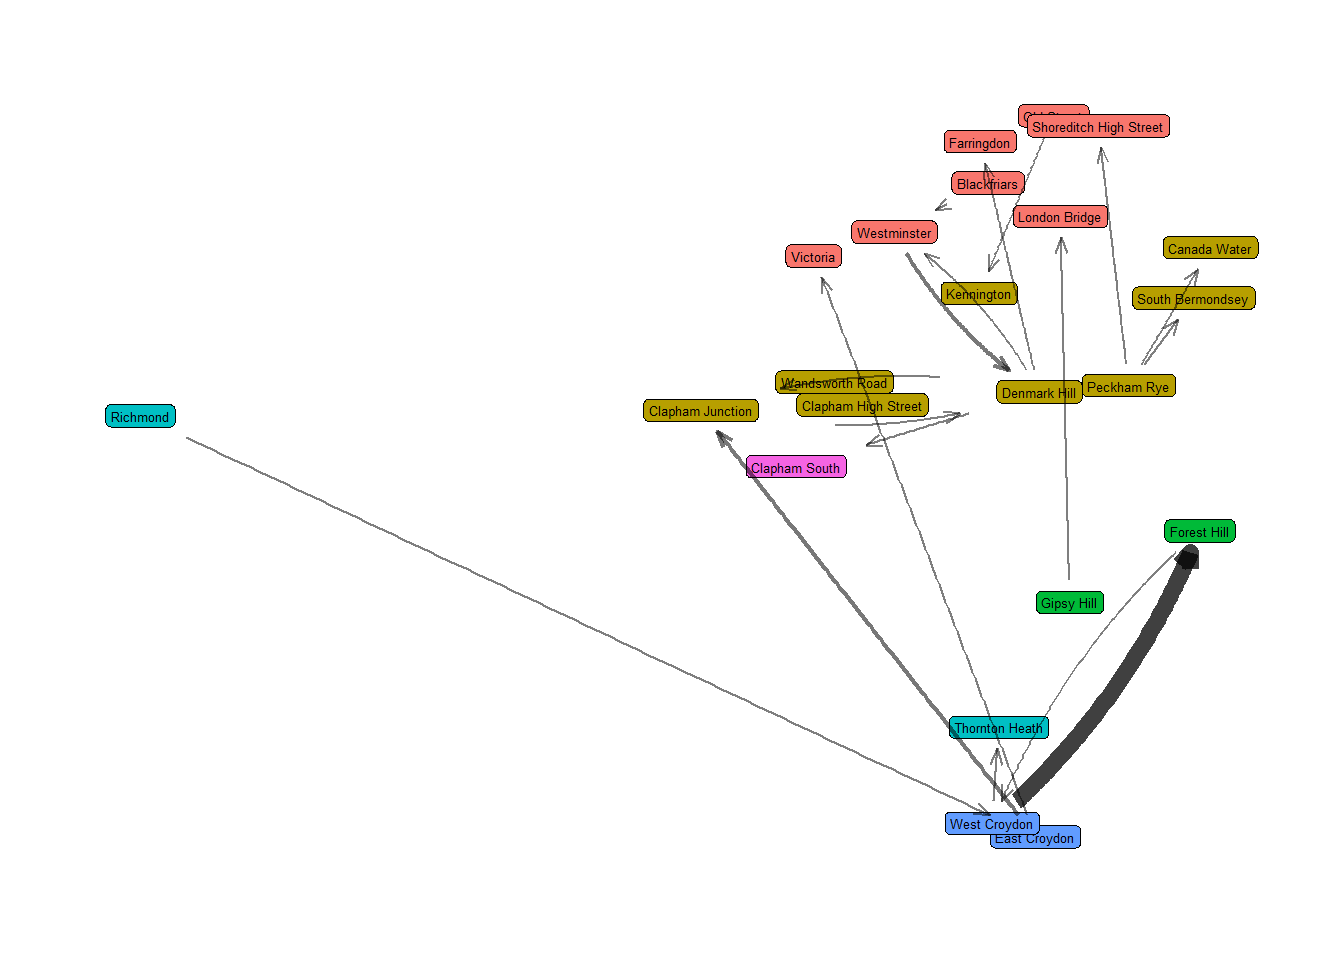 Shoreditch High Street
Farringdon
Blackfriars
London Bridge
Westminster
Victoria
Canada Water
Kennington
South Bermondsey
Wandsworth Road
Denmark Hill
Peckham Rye
Clapham High Street
Clapham Junction
Richmond
Clapham South
Forest Hill
Gipsy Hill
Thornton Heath
West Croydon
East Croydon